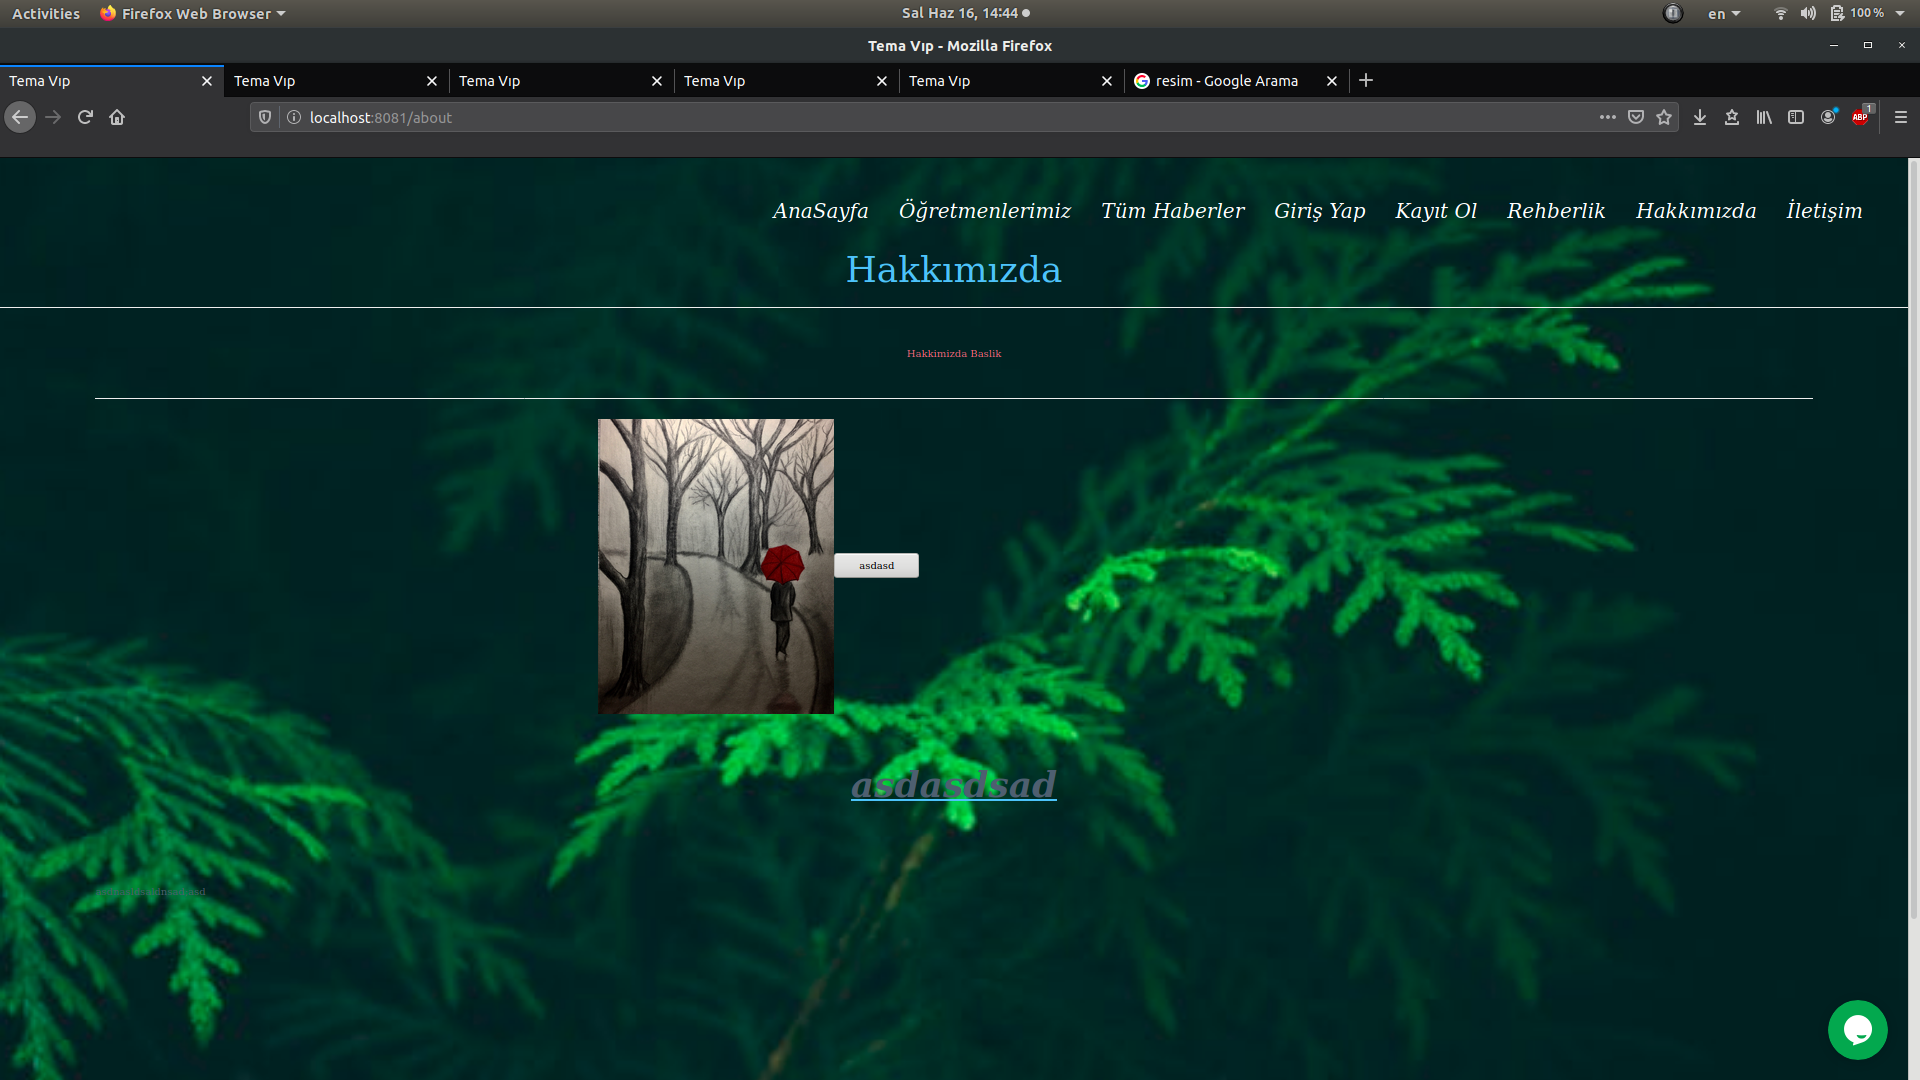 Activities Firefox Web Browser Sal Haz 16, 14:44 en 100 %
Tema Vıp - Mozilla Firefox
Tema Vıp Tema Vıp Tema Vıp Tema Vıp Tema Vıp resim - Google Arama
localhost:8081/about ABP 1
AnaSayfa Öğretmenlerimiz Tüm Haberler Giriş Yap Kayıt Ol Rehberlik Hakkımızda İletişim
Hakkımızda
Hakkimizda Baslik
asdasd
asdasdsad